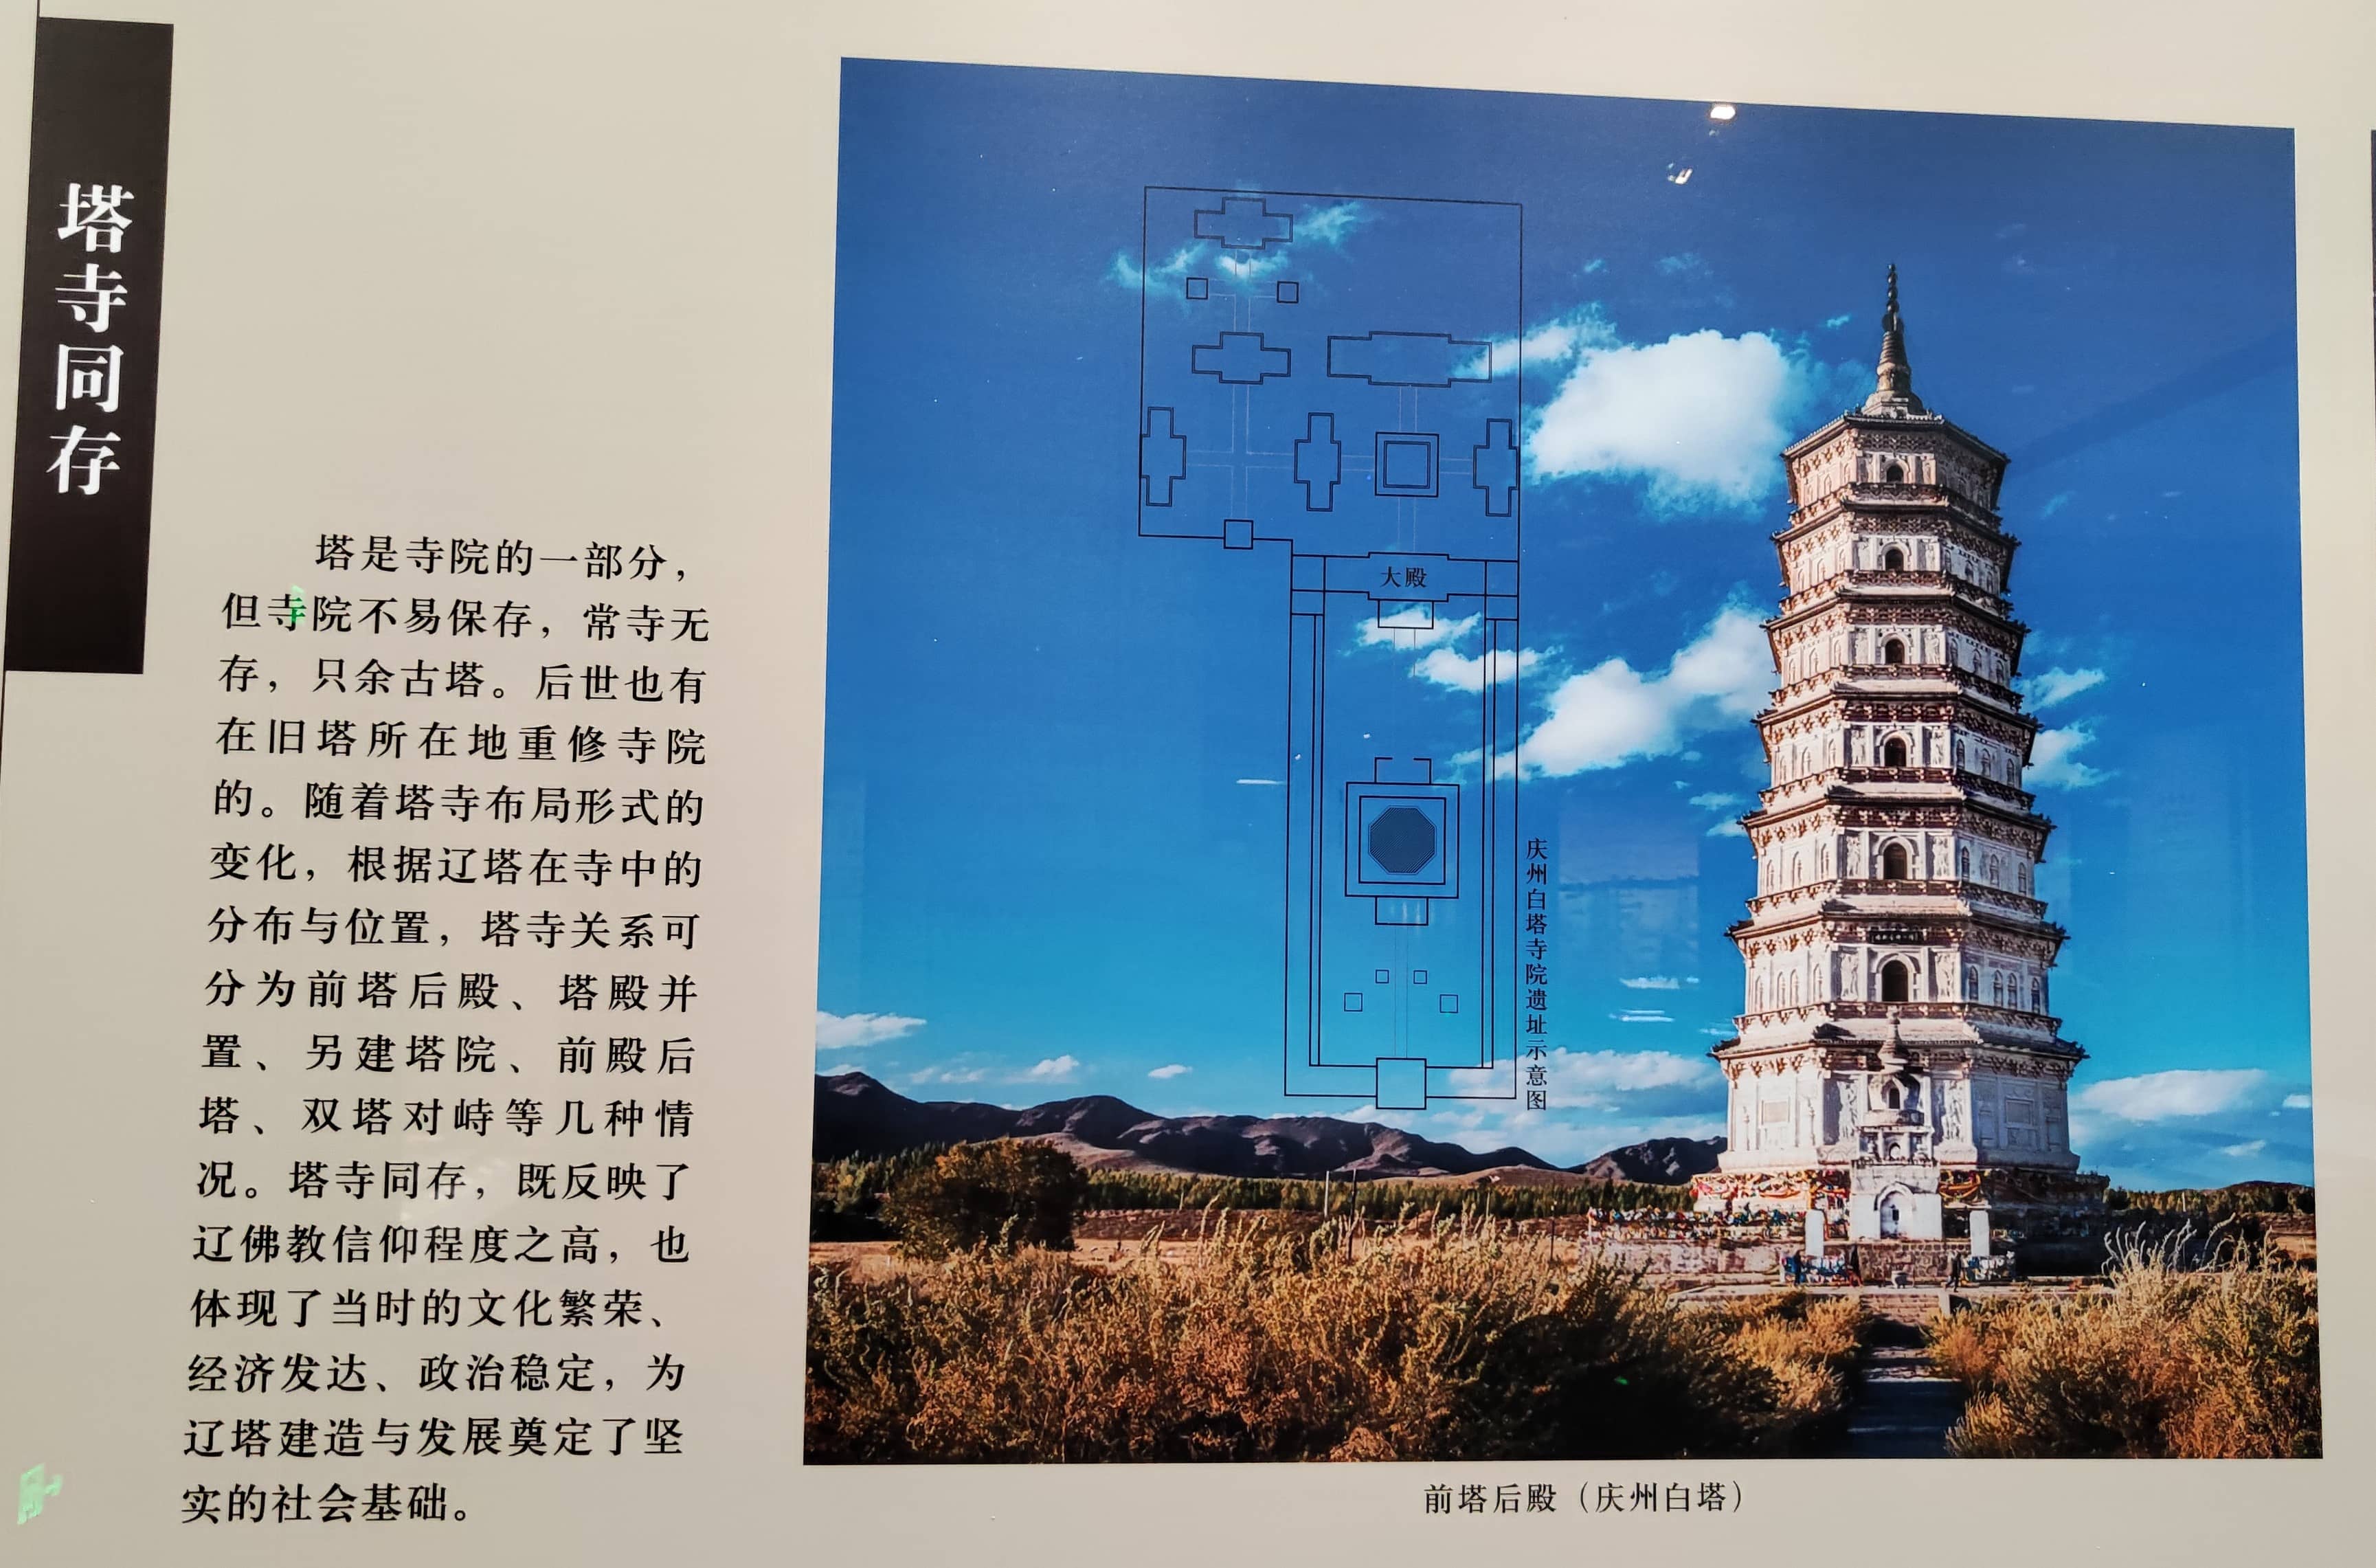 塔寺同存
塔是寺院的一部分，
但寺院不易保存，常寺无
存，只余古塔。后世也有
在旧塔所在地重修寺院
的。随着塔寺布局形式的
变化，根据辽塔在寺中的
分布与位置，塔寺关系可
分为前塔后殿、塔殿并
置、另建塔院、前殿后
塔、双塔对峙等几种情
况。塔寺同存，既反映了
辽佛教信仰程度之高，也
体现了当时的文化繁荣、
经济发达、政治稳定，为
辽塔建造与发展奠定了坚
实的社会基础。
大殿
庆州白塔寺院遗址示意图
前塔后殿（庆州白塔）